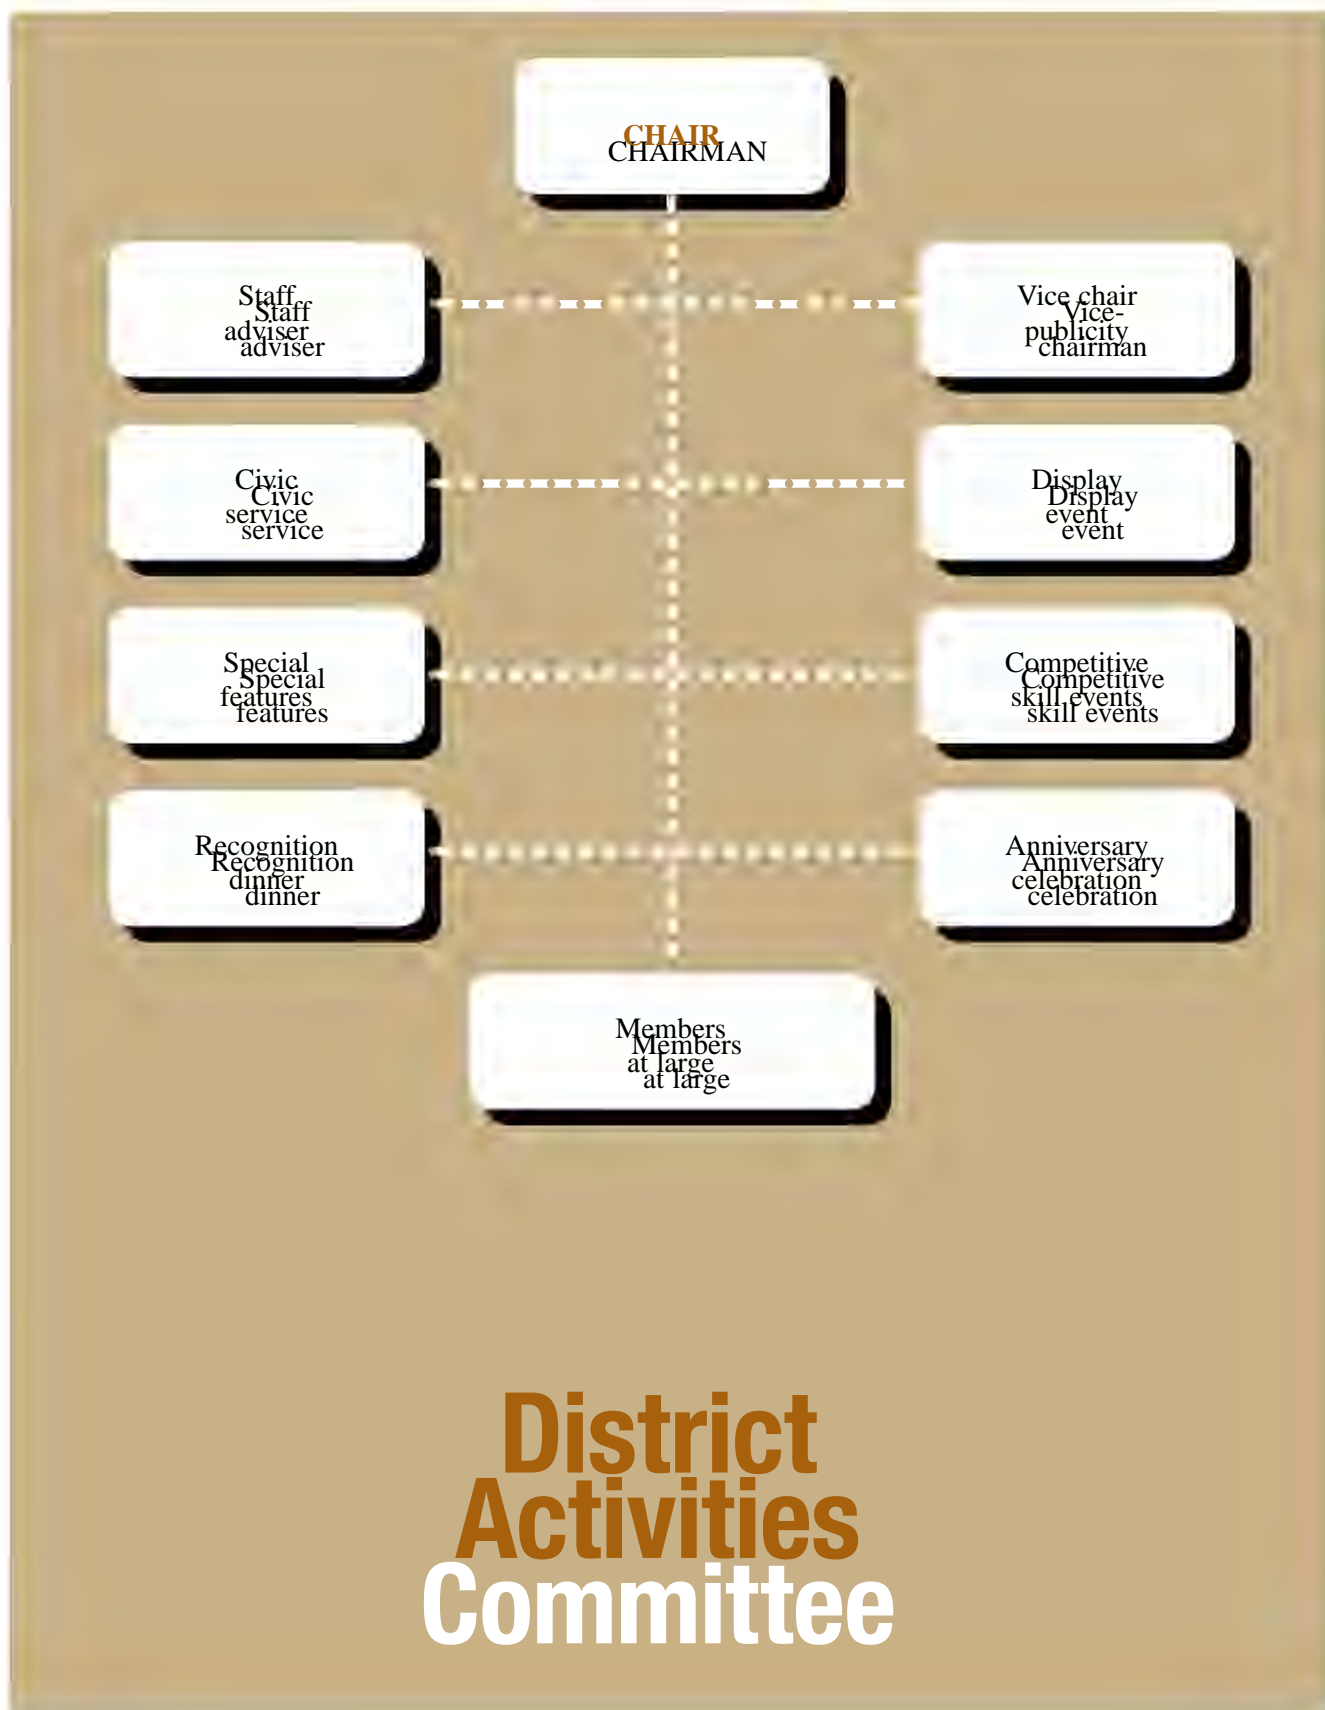 CHAIR
CHAIRMAN
Staff
Staff
adviser
adviser
Vice chair
Vice-
publicity
chairman
Civic
Civic
service
service
Display
Display
event
event
Special
Special
features
features
Competitive
Competitive
skill events
skill events
Recognition
Recognition
dinner
dinner
Anniversary
Anniversary
celebration
celebration
Members
Members
at large
at large
District
Activities
Committee